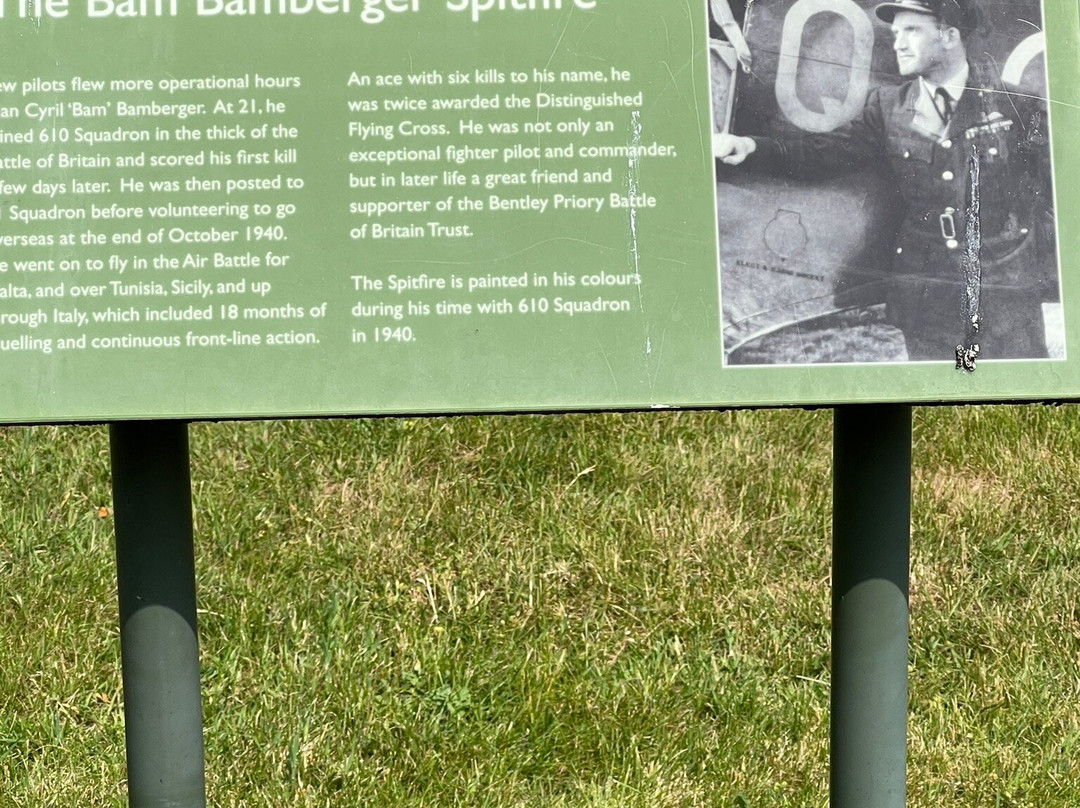 The Bam Bamberger Spitfire
ew pilots flew more operational hours
an Cyril 'Bam' Bamberger. At 21, he
ined 610 Squadron in the thick of the
attle of Britain and scored his first kill
few days later. He was then posted to
Squadron before volunteering to go
verseas at the end of October 1940.
e went on to fly in the Air Battle for
alta, and over Tunisia, Sicily, and up
rough Italy, which included 18 months of
uelling and continuous front-line action.
An ace with six kills to his name, he
was twice awarded the Distinguished
Flying Cross. He was not only an
exceptional fighter pilot and commander,
but in later life a great friend and
supporter of the Bentley Priory Battle
of Britain Trust.
The Spitfire is painted in his colours
during his time with 610 Squadron
in 1940.
Q